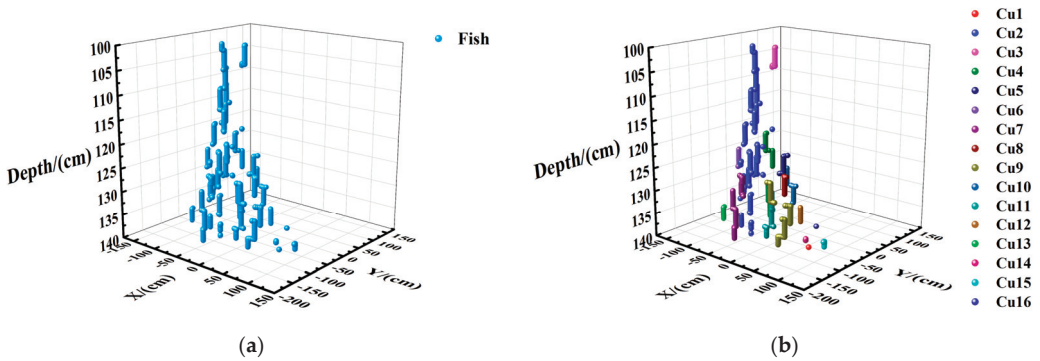 100
105
110
115
120
125
130
135
140
Depth/(cm)
-150
-100
-50
0
50
100
150
X/(cm)
-200
-150
-100
-50
0
50
100
150
Y/(cm)
Fish
(a)
100
105
110
115
120
125
130
135
140
Depth/(cm)
-150
-100
-50
0
50
100
150
X/(cm)
-200
-150
-100
-50
0
50
100
150
Y/(cm)
Cu1
Cu2
Cu3
Cu4
Cu5
Cu6
Cu7
Cu8
Cu9
Cu10
Cu11
Cu12
Cu13
Cu14
Cu15
Cu16
(b)